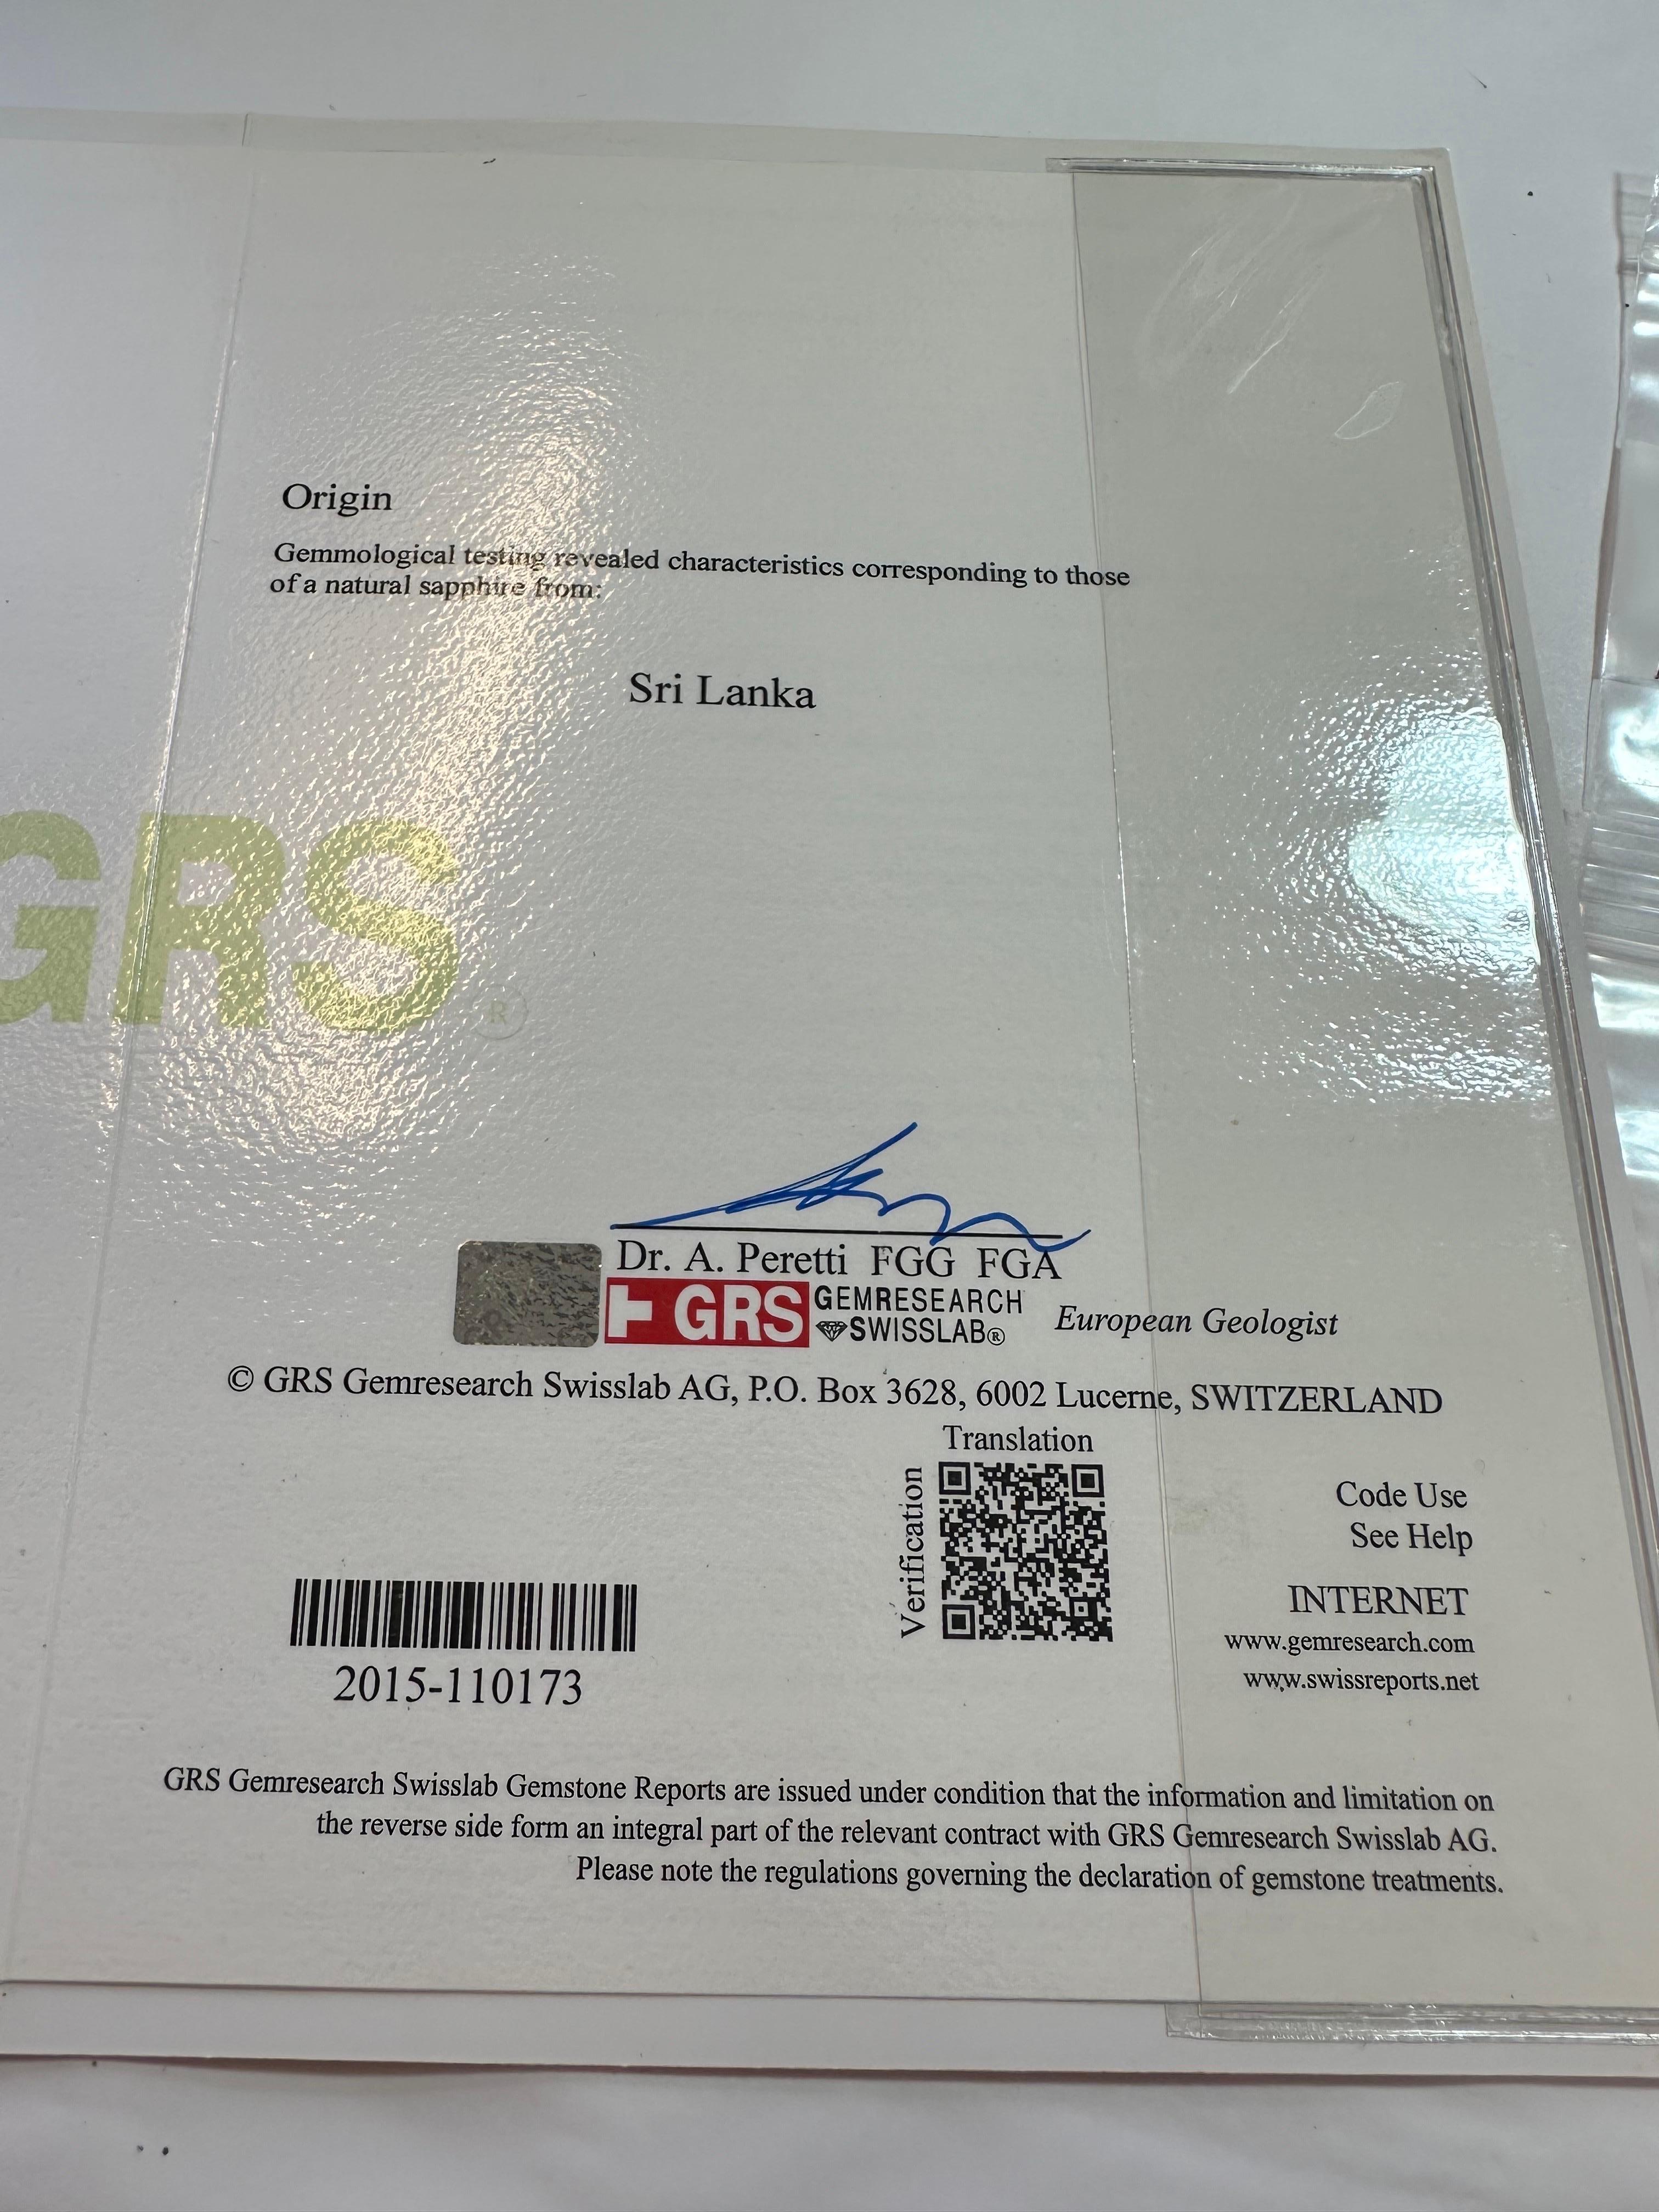 Origin
Gemmological testing revealed characteristics corresponding to those
of a natural sapphire from:
Sri Lanka
GRS ®
Dr. A. Peretti FGG FGA
GRS GEMRESEARCH
SWISSLAB®
European Geologist
© GRS Gemresearch Swisslab AG, P.O. Box 3628, 6002 Lucerne, SWITZERLAND
Translation
Verification
Code Use
See Help
INTERNET
www.gemresearch.com
www.swissreports.net
2015-110173
GRS Gemresearch Swisslab Gemstone Reports are issued under condition that the information and limitation on
the reverse side form an integral part of the relevant contract with GRS Gemresearch Swisslab AG.
Please note the regulations governing the declaration of gemstone treatments.